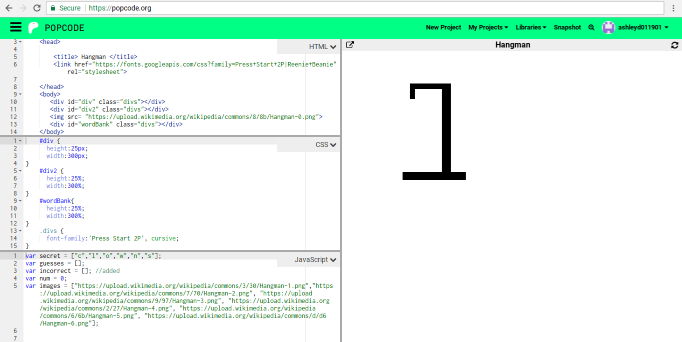 Secure https://popcode.org
POPCODE New Project My Projects Libraries Snapshot ashleyd011901
HTML
3 <head>
4
5 <title> Hangman </title>
6 <link href="https://fonts.googleapis.com/css?family=Press+Start+2P|Reenie+Beanie"
rel="stylesheet">
7
8 </head>
9 <body>
10 <div id="div" class="divs"></div>
11 <div id="div2" class="divs"></div>
12 <img src= "https://upload.wikimedia.org/wikipedia/commons/8/8b/Hangman-0.png">
13 <div id="wordBank" class="divs"></div>
14 </body>
CSS
1 #div {
2 height:25px;
3 width:300px;
4 }
5 #div2 {
6 height:25%;
7 width:300%;
8 }
9 #wordBank{
10 height:25%;
11 width:300%;
12 }
13 .divs {
14 font-family:'Press Start 2P', cursive;
15 }
JavaScript
1 var secret = ["c","l","o","w","n","s"];
2 var guesses = [];
3 var incorrect = []; //added
4 var num = 0;
5 var images = ["https://upload.wikimedia.org/wikipedia/commons/3/30/Hangman-1.png","https
://upload.wikimedia.org/wikipedia/commons/7/70/Hangman-2.png", "https://upload
.wikimedia.org/wikipedia/commons/9/97/Hangman-3.png", "https://upload.wikimedia.org
/wikipedia/commons/2/27/Hangman-4.png", "https://upload.wikimedia.org/wikipedia
/commons/6/6b/Hangman-5.png", "https://upload.wikimedia.org/wikipedia/commons/d/d6
/Hangman-6.png"];
6
7
Hangman